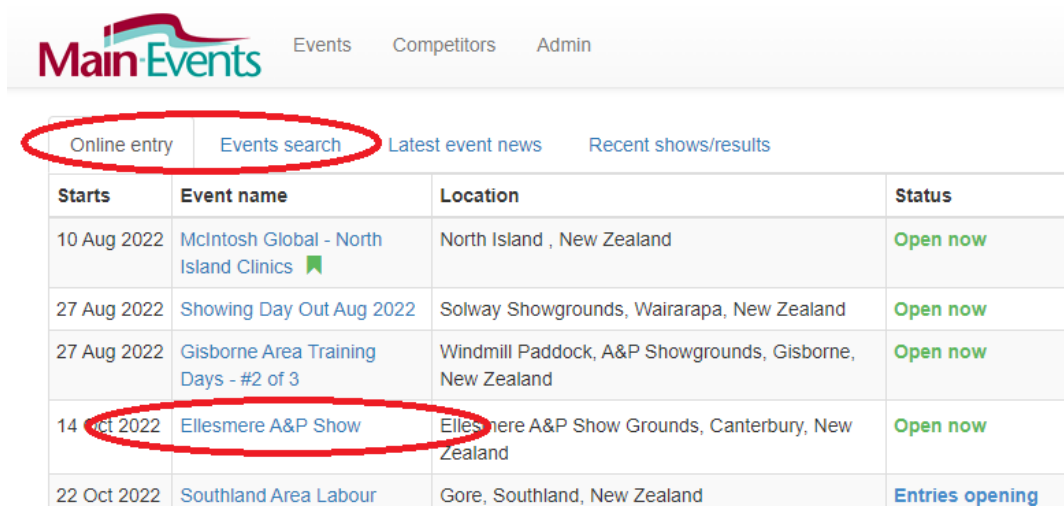 Main·Events
Events Competitors Admin
Online entry Events search Latest event news Recent shows/results
Starts Event name Location Status
10 Aug 2022 McIntosh Global - North North Island , New Zealand Open now
Island Clinics
27 Aug 2022 Showing Day Out Aug 2022 Solway Showgrounds, Wairarapa, New Zealand Open now
27 Aug 2022 Gisborne Area Training Windmill Paddock, A&P Showgrounds, Gisborne, Open now
Days - #2 of 3 New Zealand
14 Oct 2022 Ellesmere A&P Show Ellesmere A&P Show Grounds, Canterbury, New Open now
Zealand
22 Oct 2022 Southland Area Labour Gore, Southland, New Zealand Entries opening